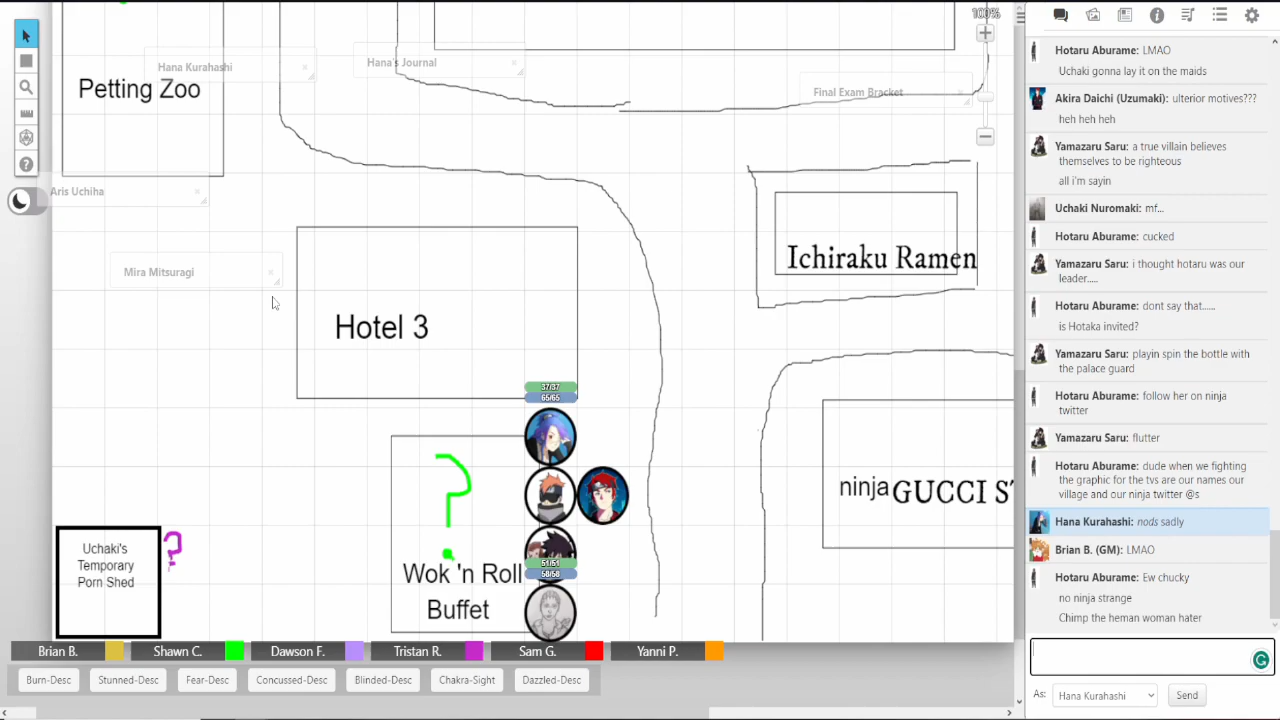 100%
Petting Zoo
Hana Kurahashi
Hana's Journal
Final Exam Bracket
Aris Uchiha
Mira Mitsuragi
Hotel 3
Ichiraku Ramen
ninja GUCCI S
37/37
65/65
?
Wok 'n Roll
Buffet
51/51
58/58
Uchaki's
Temporary
Porn Shed
?
Brian B.
Shawn C.
Dawson F.
Tristan R.
Sam G.
Yanni P.
Burn-Desc
Stunned-Desc
Fear-Desc
Concussed-Desc
Blinded-Desc
Chakra-Sight
Dazzled-Desc
Hotaru Aburame: LMAO
Uchaki gonna lay it on the maids
Akira Daichi (Uzumaki): ulterior motives???
heh heh heh
Yamazaru Saru: a true villain believes
themselves to be righteous
all i'm sayin
Uchaki Nuromaki: mf...
Hotaru Aburame: cucked
Yamazaru Saru: i thought hotaru was our
leader.....
Hotaru Aburame: dont say that......
is Hotaka invited?
Yamazaru Saru: playin spin the bottle with
the palace guard
Hotaru Aburame: follow her on ninja
twitter
Yamazaru Saru: flutter
Hotaru Aburame: dude when we fighting
the graphic for the tvs are our names our
village and our ninja twitter @s
Hana Kurahashi: nods sadly
Brian B. (GM): LMAO
Hotaru Aburame: Ew chucky
no ninja strange
Chimp the heman woman hater
As:
Hana Kurahashi
Send